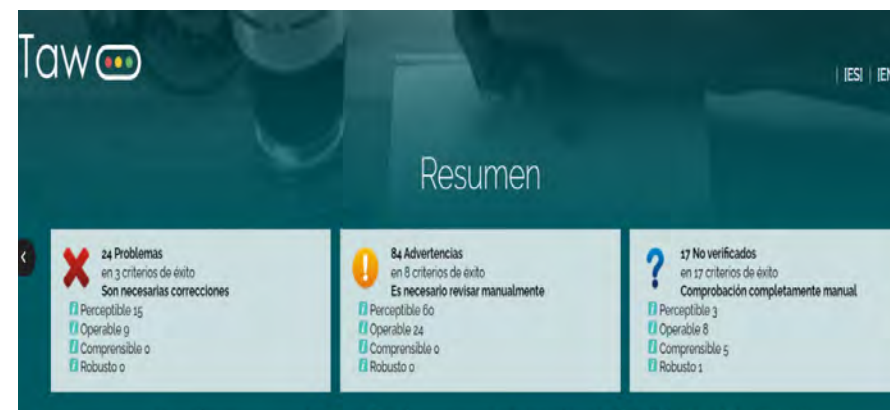 Taw
| |ES| | |EN
Resumen
24 Problemas
en 3 criterios de éxito
Son necesarias correcciones
Perceptible 15
Operable 9
Comprensible 0
Robusto 0
84 Advertencias
en 8 criterios de éxito
Es necesario revisar manualmente
Perceptible 60
Operable 24
Comprensible 0
Robusto 0
17 No verificados
en 17 criterios de éxito
Comprobación completamente manual
Perceptible 3
Operable 8
Comprensible 5
Robusto 1